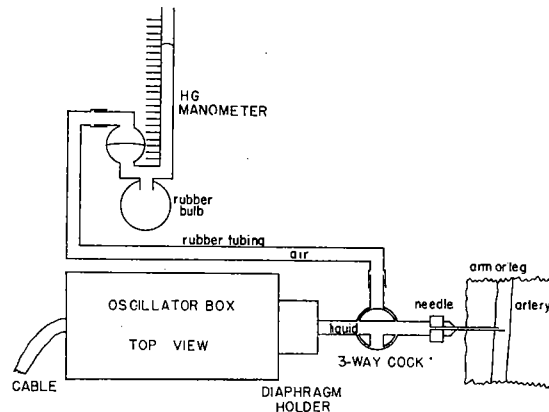 HG
MANOMETER
rubber
bulb
rubber tubing
air
arm or leg
needle
artery
OSCILLATOR BOX
TOP VIEW
liquid
3-WAY COCK
CABLE
DIAPHRAGM
HOLDER